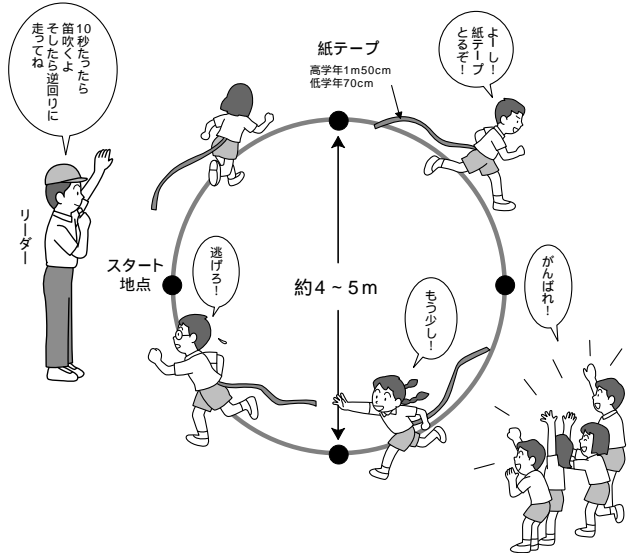 10秒たったら
笛吹くよ
そしたら逆回りに
走ってね
リーダー
紙テープ
高学年1m50cm
低学年70cm
よーし！
紙テープ
とるぞ！
スタート
地点
逃げろ！
約4～5m
もう少し！
がんばれ！